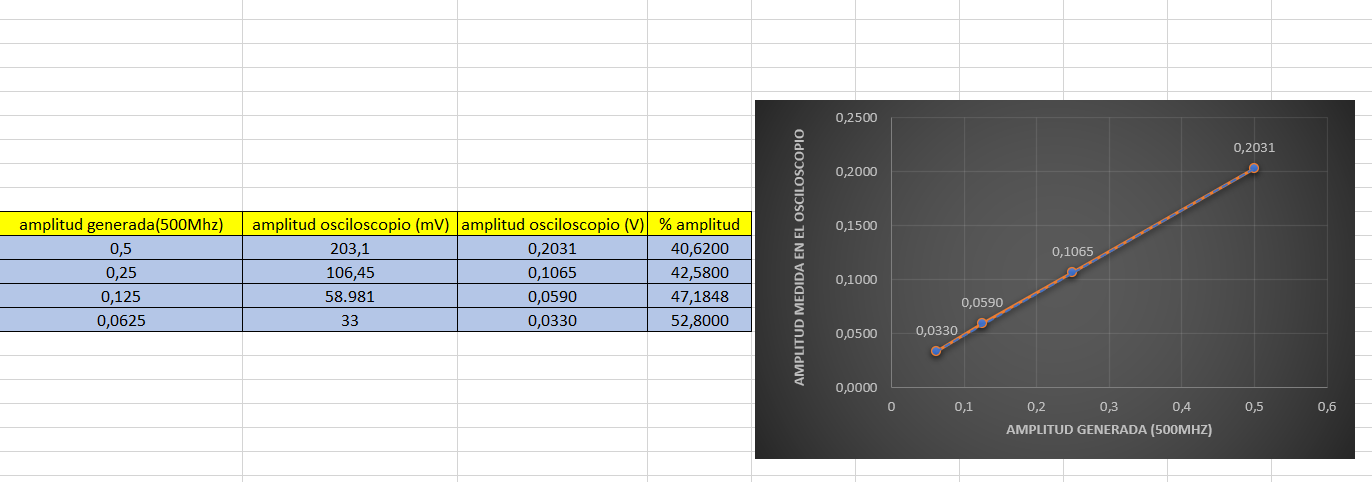 amplitud generada(500Mhz) amplitud osciloscopio (mV) amplitud osciloscopio (V) % amplitud
0,5 203,1 0,2031 40,6200
0,25 106,45 0,1065 42,5800
0,125 58.981 0,0590 47,1848
0,0625 33 0,0330 52,8000
AMPLITUD MEDIDA EN EL OSCILOSCOPIO
0,2500
0,2000
0,1500
0,1000
0,0500
0,0000
0,2031
0,1065
0,0590
0,0330
0 0,1 0,2 0,3 0,4 0,5 0,6
AMPLITUD GENERADA (500MHZ)